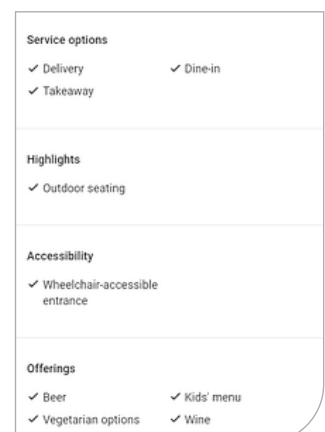 Service options
Delivery Dine-in
Takeaway
Highlights
Outdoor seating
Accessibility
Wheelchair-accessible
entrance
Offerings
Beer Kids' menu
Vegetarian options Wine